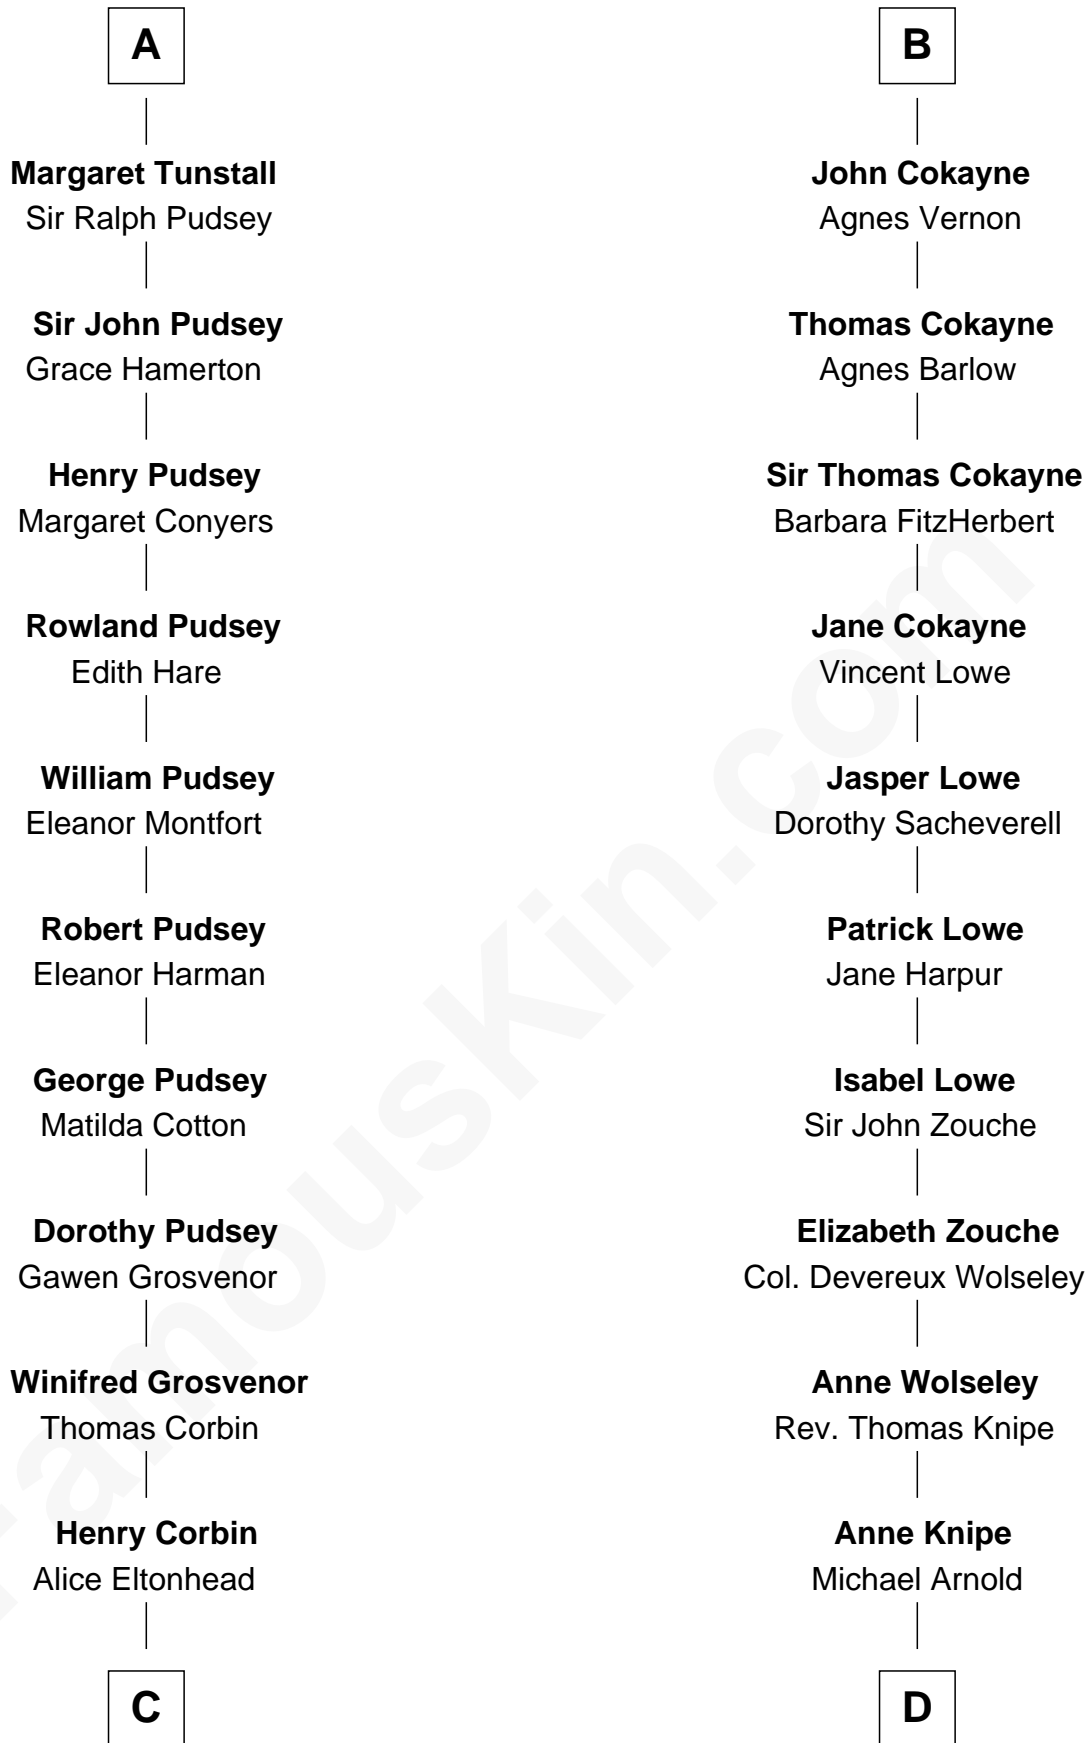 A
Margaret Tunstall
Sir Ralph Pudsey
Sir John Pudsey
Grace Hamerton
Henry Pudsey
Margaret Conyers
Rowland Pudsey
Edith Hare
William Pudsey
Eleanor Montfort
Robert Pudsey
Eleanor Harman
George Pudsey
Matilda Cotton
Dorothy Pudsey
Gawen Grosvenor
Winifred Grosvenor
Thomas Corbin
Henry Corbin
Alice Eltonhead
C
B
John Cokayne
Agnes Vernon
Thomas Cokayne
Agnes Barlow
Sir Thomas Cokayne
Barbara FitzHerbert
Jane Cokayne
Vincent Lowe
Jasper Lowe
Dorothy Sacheverell
Patrick Lowe
Jane Harpur
Isabel Lowe
Sir John Zouche
Elizabeth Zouche
Col. Devereux Wolseley
Anne Wolseley
Rev. Thomas Knipe
Anne Knipe
Michael Arnold
D
FamousKin.com